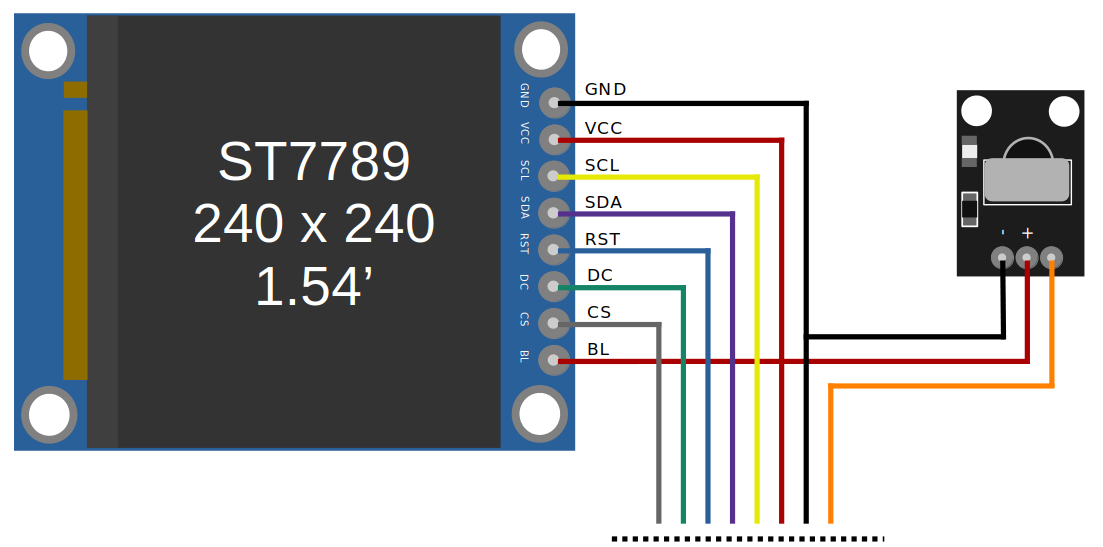 ST7789
240 x 240
1.54’
GND
VCC
SCL
SDA
RST
DC
CS
BL
GND
VCC
SCL
SDA
RST
DC
CS
BL
- +